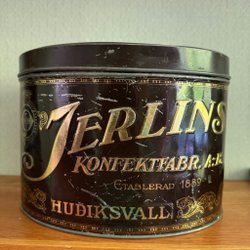 JERLINS
KONFEKTFABR. A.B.
ETABLERAD 1889
HUDIKSVALL